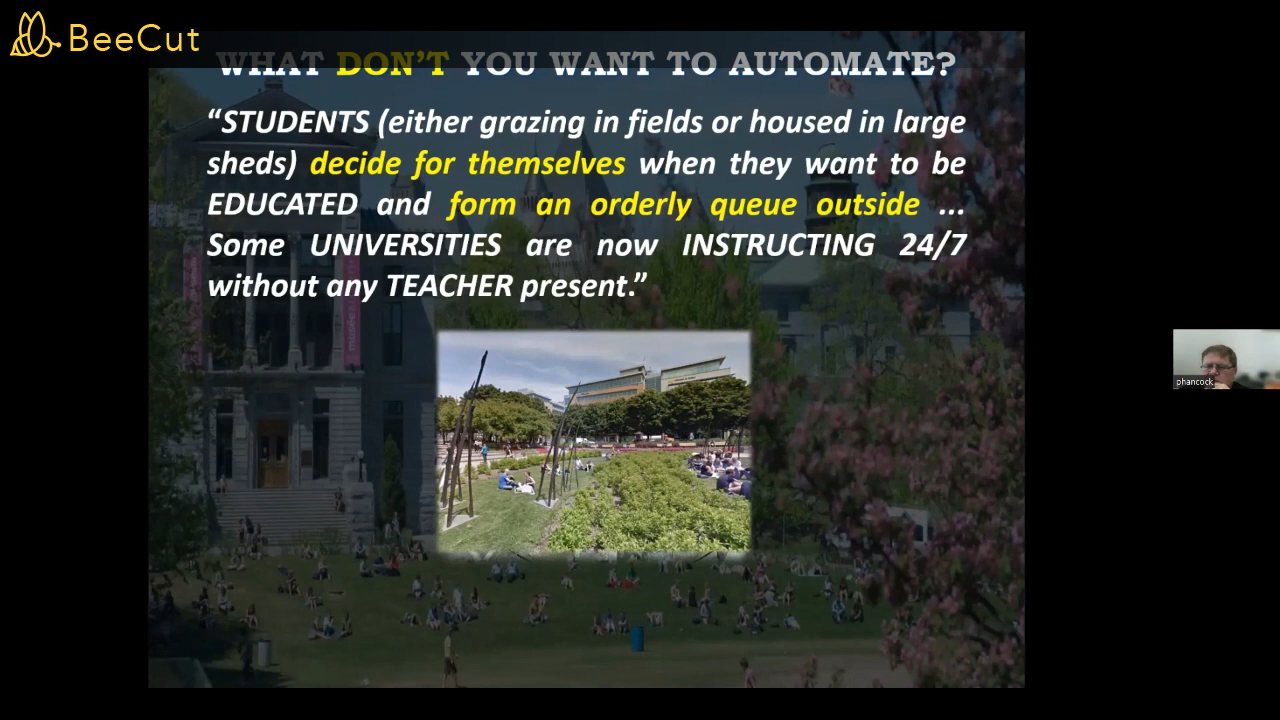 BeeCut
WHAT DON'T YOU WANT TO AUTOMATE?
“STUDENTS (either grazing in fields or housed in large
sheds) decide for themselves when they want to be
EDUCATED and form an orderly queue outside ...
Some UNIVERSITIES are now INSTRUCTING 24/7
without any TEACHER present.”
phancock